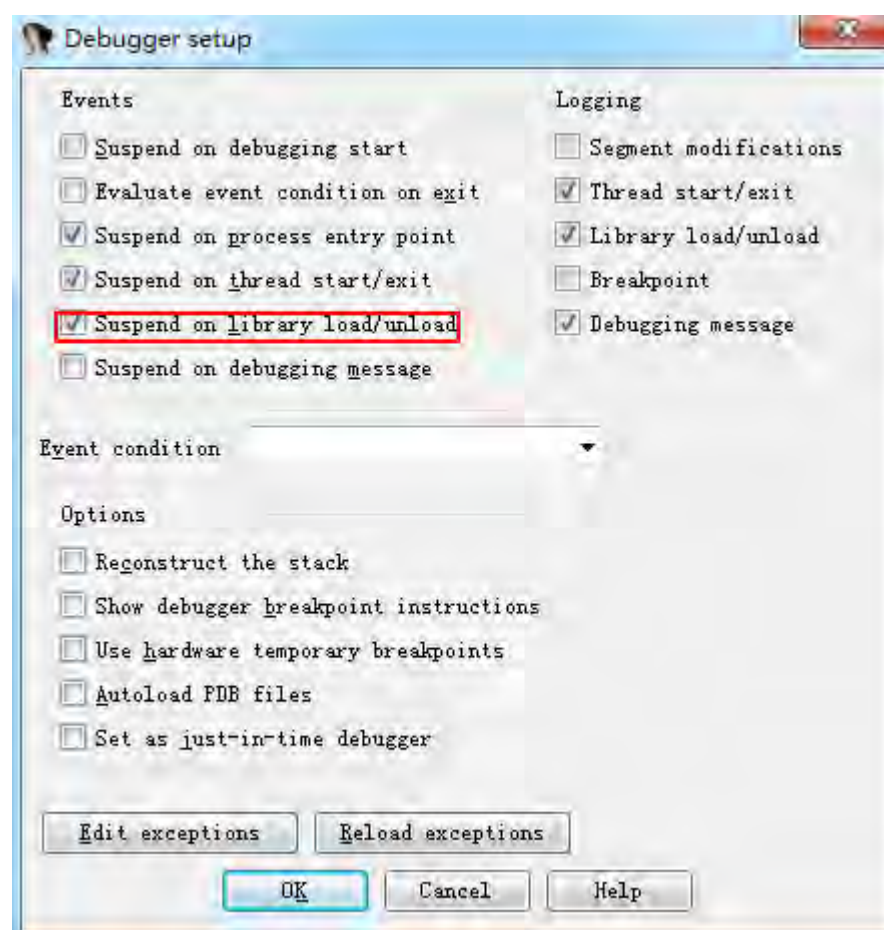 Debugger setup
Events
Suspend on debugging start
Evaluate event condition on exit
Suspend on process entry point
Suspend on thread start/exit
Suspend on library load/unload
Suspend on debugging message
Logging
Segment modifications
Thread start/exit
Library load/unload
Breakpoint
Debugging message
Event condition
Options
Reconstruct the stack
Show debugger breakpoint instructions
Use hardware temporary breakpoints
Autoload PDB files
Set as just-in-time debugger
Edit exceptions
Reload exceptions
OK
Cancel
Help